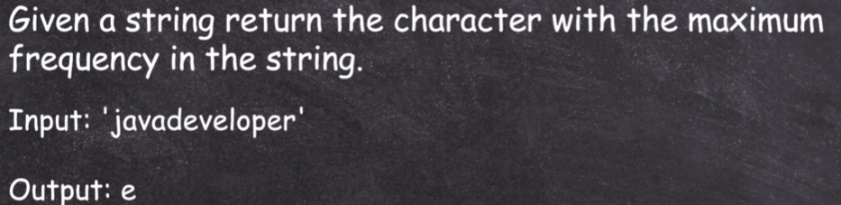 Given a string return the character with the maximum
frequency in the string.
Input: 'javadeveloper'
Output: e